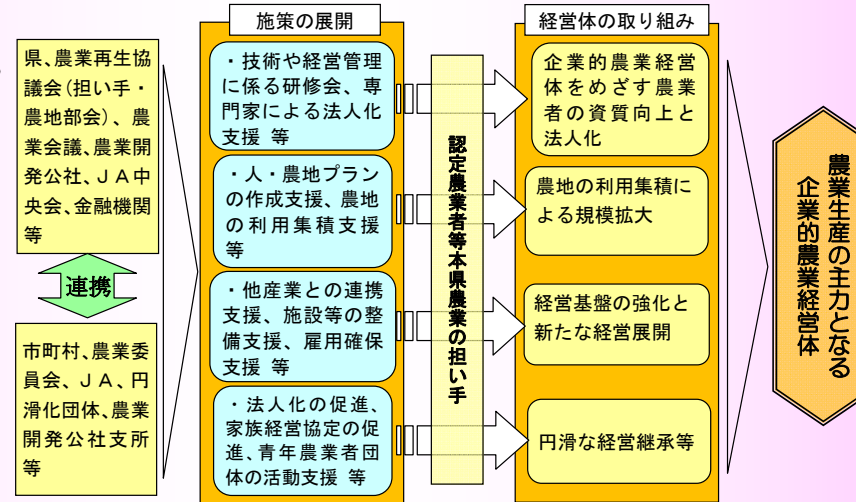 県、農業再生協
議会(担い手・
農地部会)、農
業会議、農業開
発公社、ＪＡ中
央会、金融機関
等
連携
市町村、農業委
員会、ＪＡ、円
滑化団体、農業
開発公社支所
等
施策の展開
・技術や経営管理
に係る研修会、専
門家による法人化
支援 等
・人・農地プラン
の作成支援、農地
の利用集積支援
等
・他産業との連携
支援、施設等の整
備支援、雇用確保
支援 等
・法人化の促進、
家族経営協定の促
進、青年農業者団
体の活動支援 等
認定農業者等本県農業の担い手
経営体の取り組み
企業的農業経営
体をめざす農業
者の資質向上と
法人化
農地の利用集積に
よる規模拡大
経営基盤の強化と
新たな経営展開
円滑な経営継承等
農業生産の主力となる
企業的農業経営体